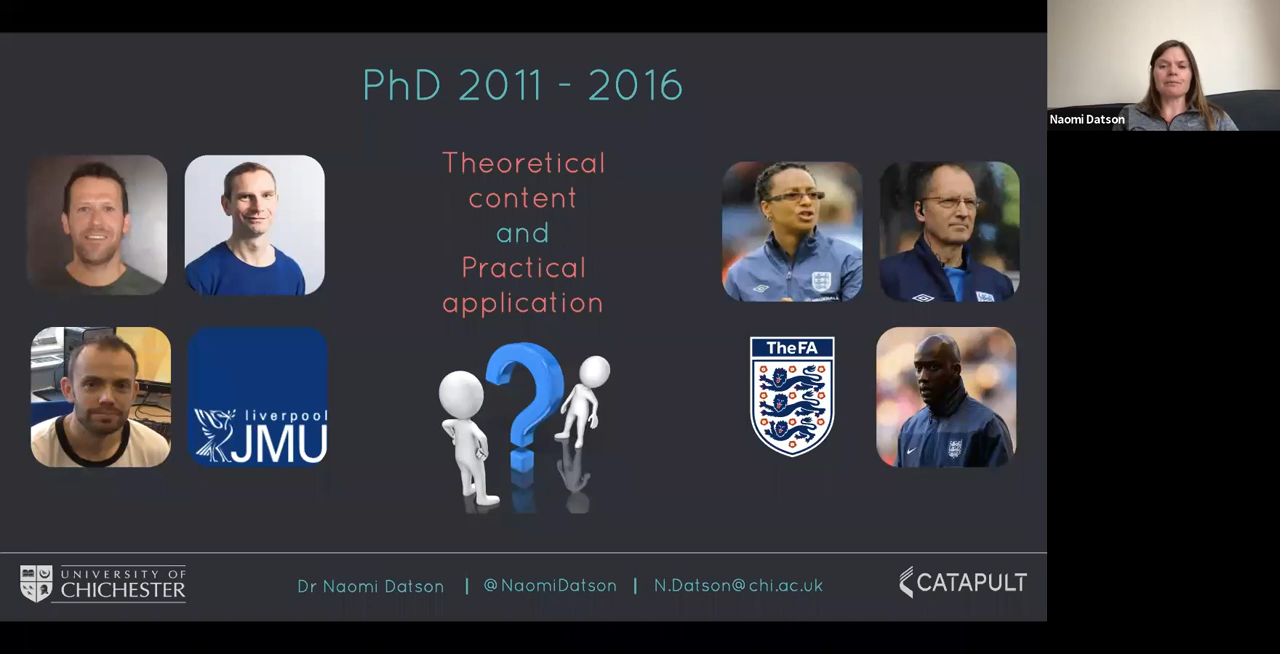 PhD 2011 - 2016
Naomi Datson
Theoretical
content
and
Practical
application
TheFA
liverpool
JMU
UNIVERSITY OF
CHICHESTER
Dr Naomi Datson | @NaomiDatson | N.Datson@chi.ac.uk
CATAPULT